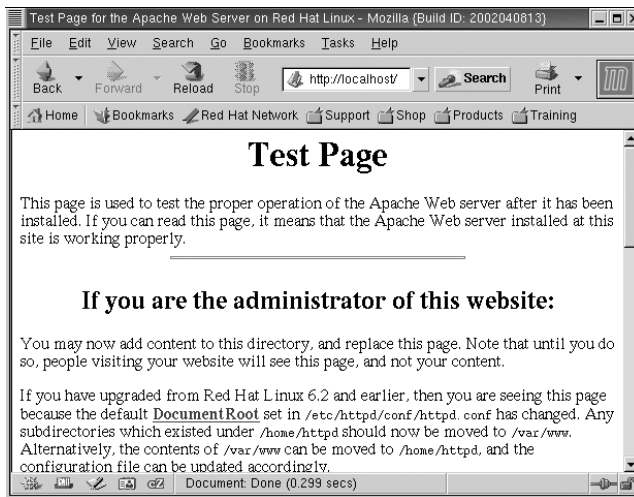 Test Page for the Apache Web Server on Red Hat Linux - Mozilla {Build ID: 2002040813}
File Edit View Search Go Bookmarks Tasks Help
Back Forward Reload Stop http://localhost/ Search Print
Home Bookmarks Red Hat Network Support Shop Products Training
Test Page
This page is used to test the proper operation of the Apache Web server after it has been
installed. If you can read this page, it means that the Apache Web server installed at this
site is working properly.
If you are the administrator of this website:
You may now add content to this directory, and replace this page. Note that until you do
so, people visiting your website will see this page, and not your content.
If you have upgraded from Red Hat Linux 6.2 and earlier, then you are seeing this page
because the default DocumentRoot set in /etc/httpd/conf/httpd.conf has changed. Any
subdirectories which existed under /home/httpd should now be moved to /var/www.
Alternatively, the contents of /var/www can be moved to /home/httpd, and the
configuration file can be updated accordingly.
Document: Done (0.299 secs)